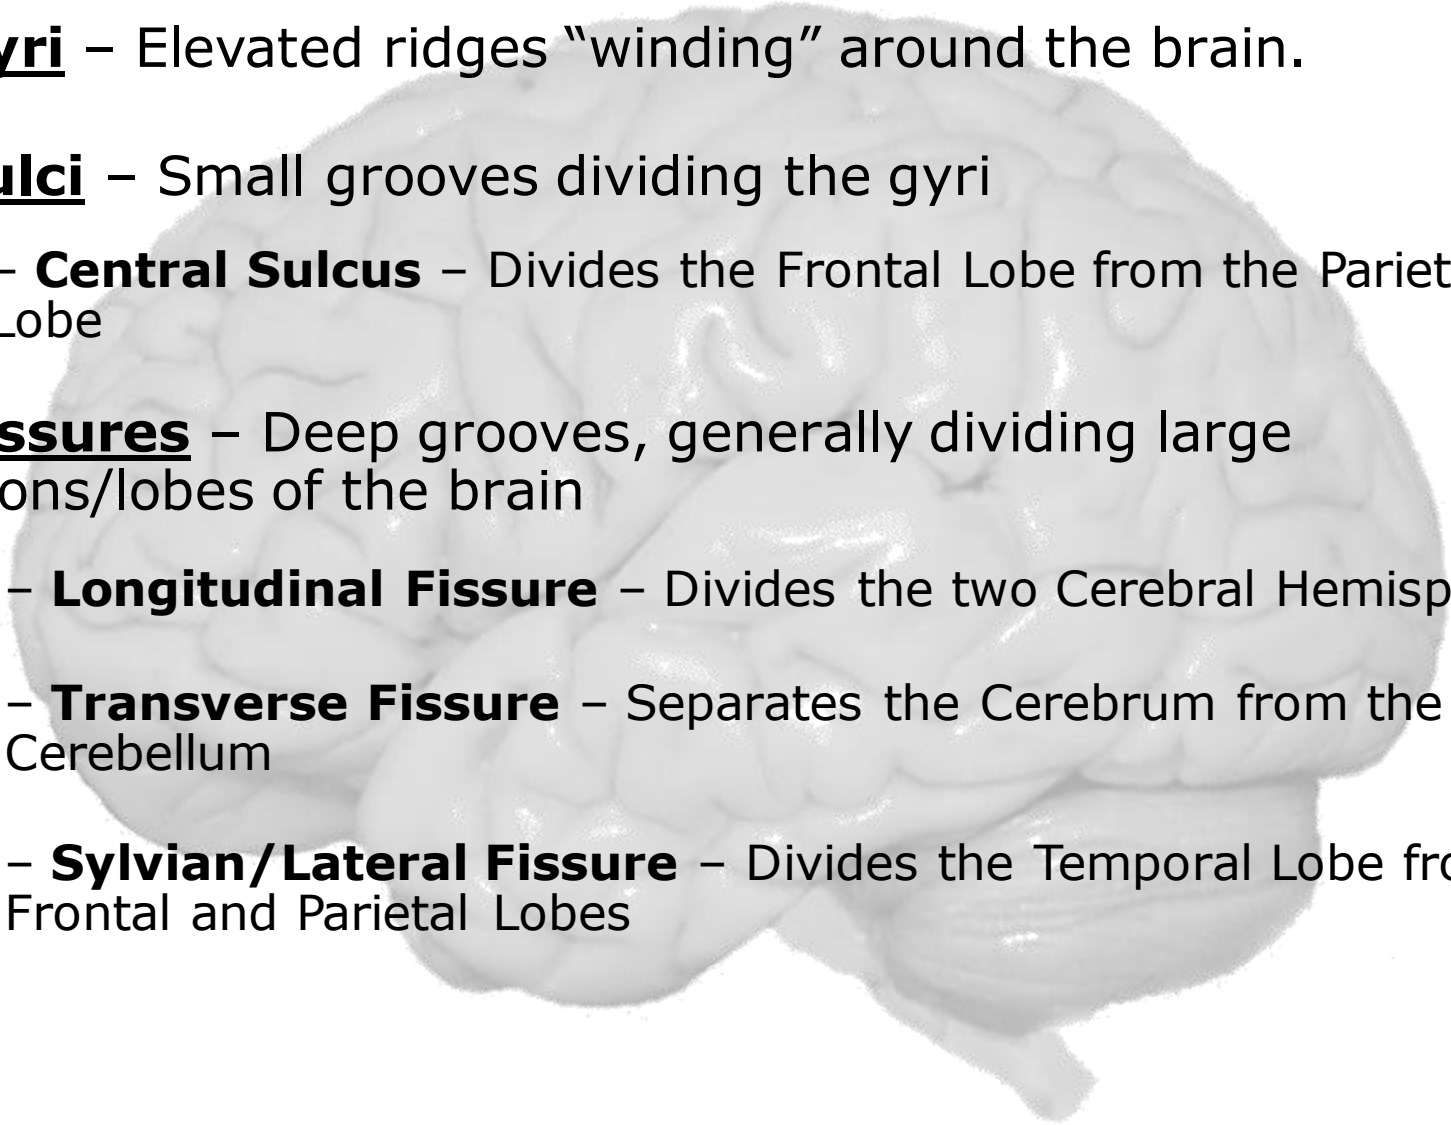 yri – Elevated ridges “winding” around the brain.
ulci – Small grooves dividing the gyri
– Central Sulcus – Divides the Frontal Lobe from the Pariet
Lobe
ssures – Deep grooves, generally dividing large
ons/lobes of the brain
– Longitudinal Fissure – Divides the two Cerebral Hemisp
– Transverse Fissure – Separates the Cerebrum from the
Cerebellum
– Sylvian/Lateral Fissure – Divides the Temporal Lobe fro
Frontal and Parietal Lobes